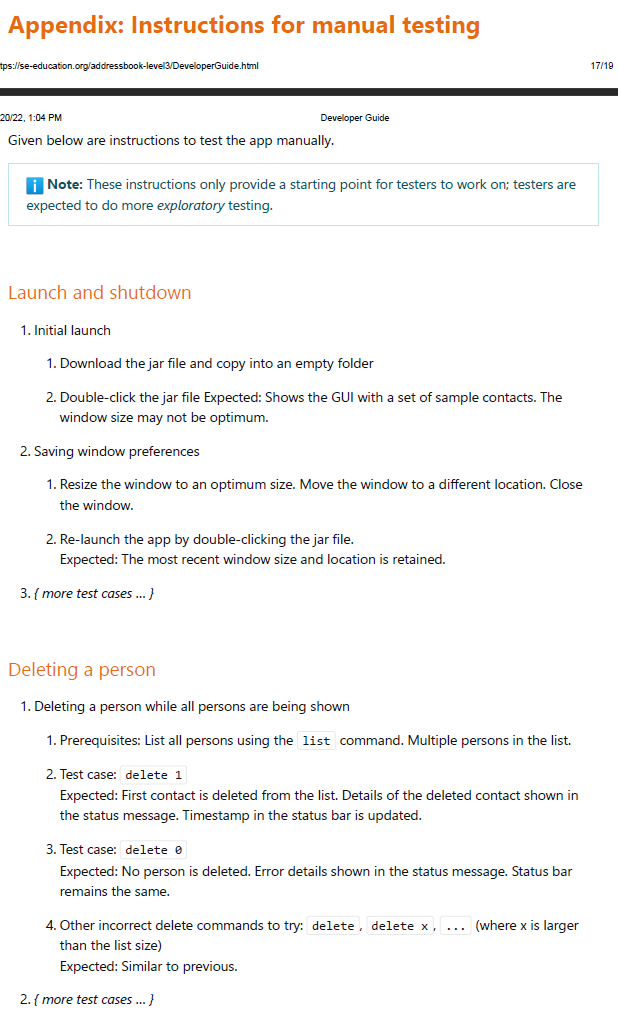 Appendix: Instructions for manual testing
tps://se-education.org/addressbook-level3/DeveloperGuide.html 17/19
20/22, 1:04 PM Developer Guide
Given below are instructions to test the app manually.
Note: These instructions only provide a starting point for testers to work on; testers are
expected to do more exploratory testing.
Launch and shutdown
1. Initial launch
1. Download the jar file and copy into an empty folder
2. Double-click the jar file Expected: Shows the GUI with a set of sample contacts. The
window size may not be optimum.
2. Saving window preferences
1. Resize the window to an optimum size. Move the window to a different location. Close
the window.
2. Re-launch the app by double-clicking the jar file.
Expected: The most recent window size and location is retained.
3. { more test cases … }
Deleting a person
1. Deleting a person while all persons are being shown
1. Prerequisites: List all persons using the list command. Multiple persons in the list.
2. Test case: delete 1
Expected: First contact is deleted from the list. Details of the deleted contact shown in
the status message. Timestamp in the status bar is updated.
3. Test case: delete 0
Expected: No person is deleted. Error details shown in the status message. Status bar
remains the same.
4. Other incorrect delete commands to try: delete, delete x, ... (where x is larger
than the list size)
Expected: Similar to previous.
2. { more test cases … }